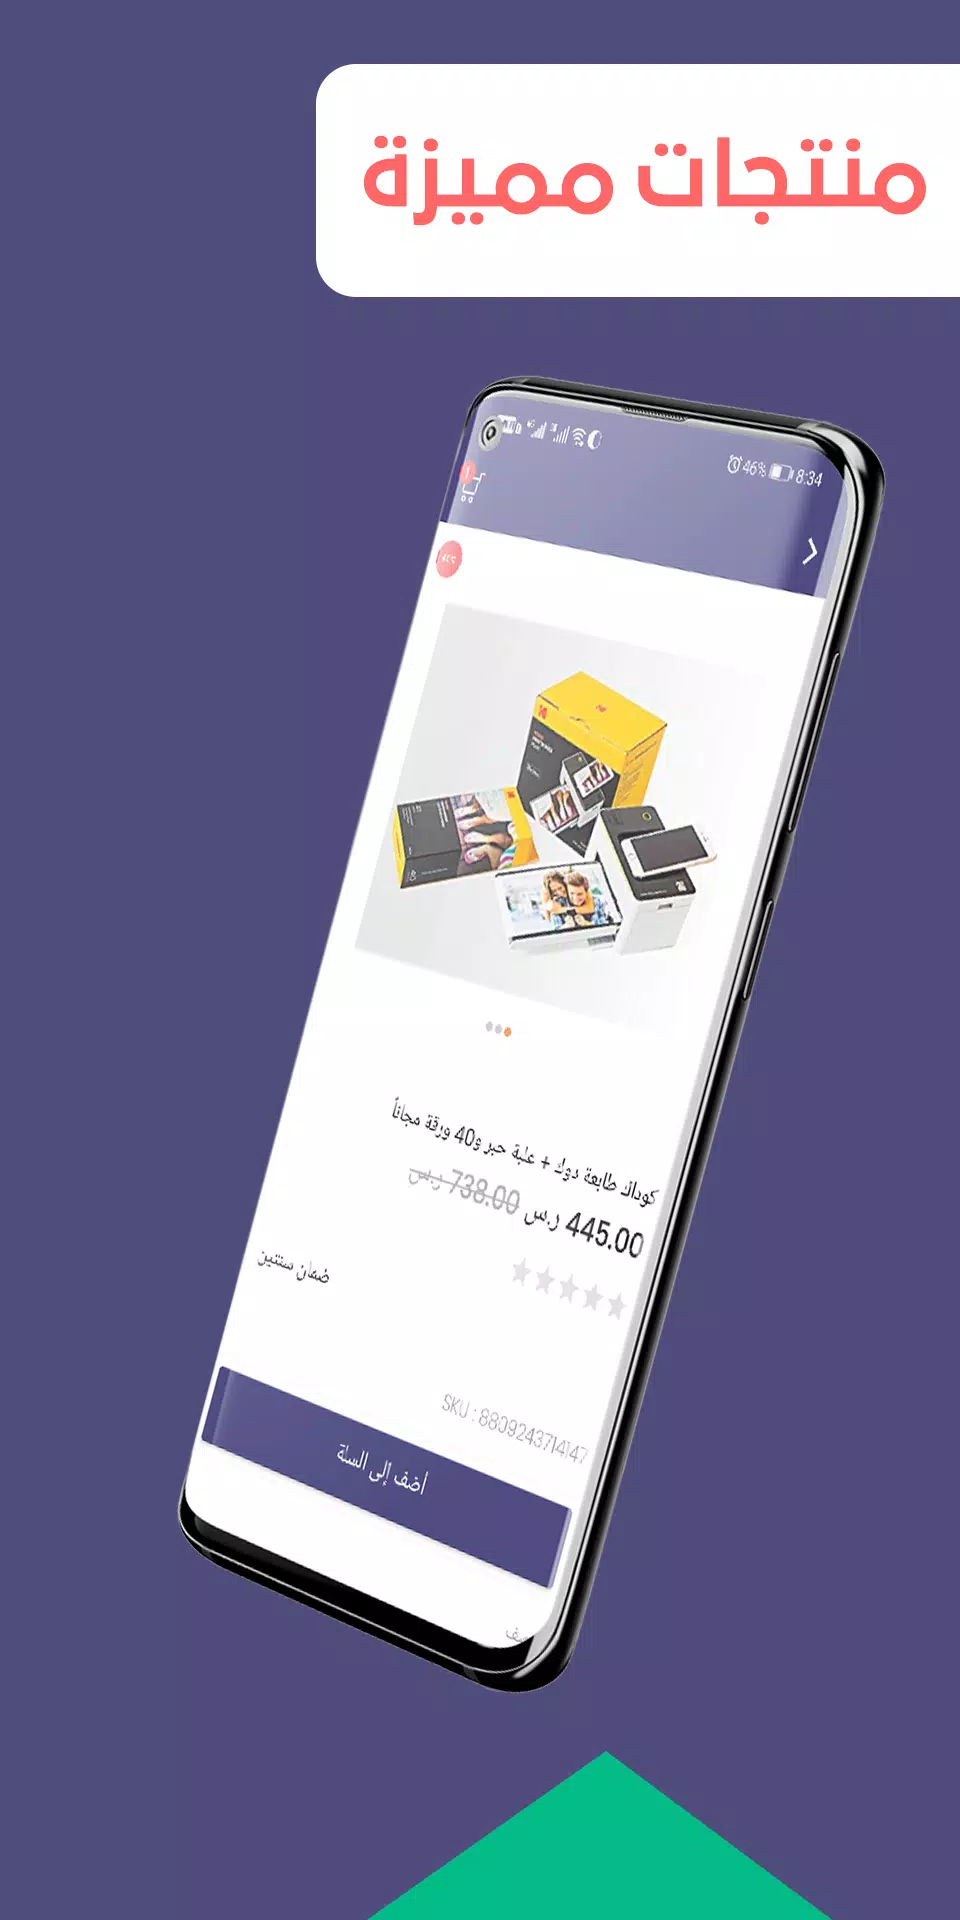 منتجات مميزة
46% 8:34
1
كوداك طابعة دوك + علبة حبر و40 ورقة مجاناً
445.00 ر.س 738.00 ر.س
ضمان سنتين
SKU : 8809243714147
أضف إلى السلة